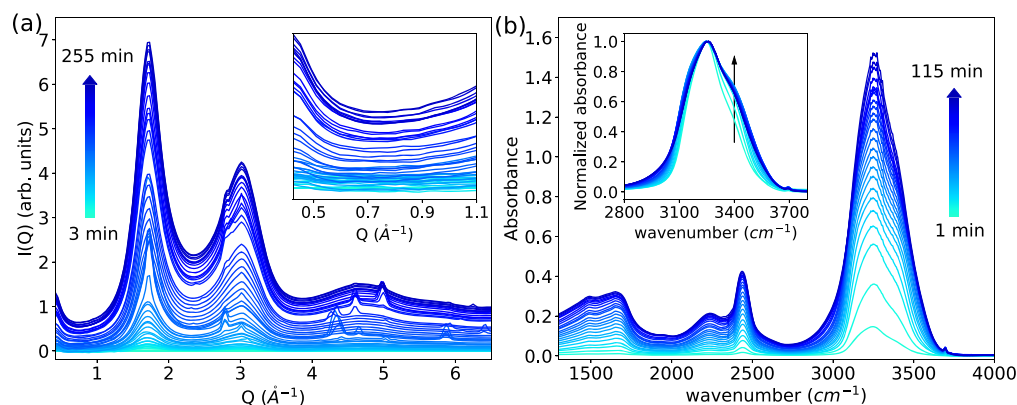 (a)
I(Q) (arb. units)
7
6
5
4
3
2
1
0
255 min
3 min
1 2 3 4 5 6
Q (Å⁻¹)
0.5 0.7 0.9 1.1
Q (Å⁻¹)
(b)
Absorbance
1.6
1.4
1.2
1.0
0.8
0.6
0.4
0.2
0.0
115 min
1 min
1500 2000 2500 3000 3500 4000
wavenumber (cm⁻¹)
Normalized absorbance
1.0
0.8
0.6
0.4
0.2
0.0
2800 3100 3400 3700
wavenumber (cm⁻¹)